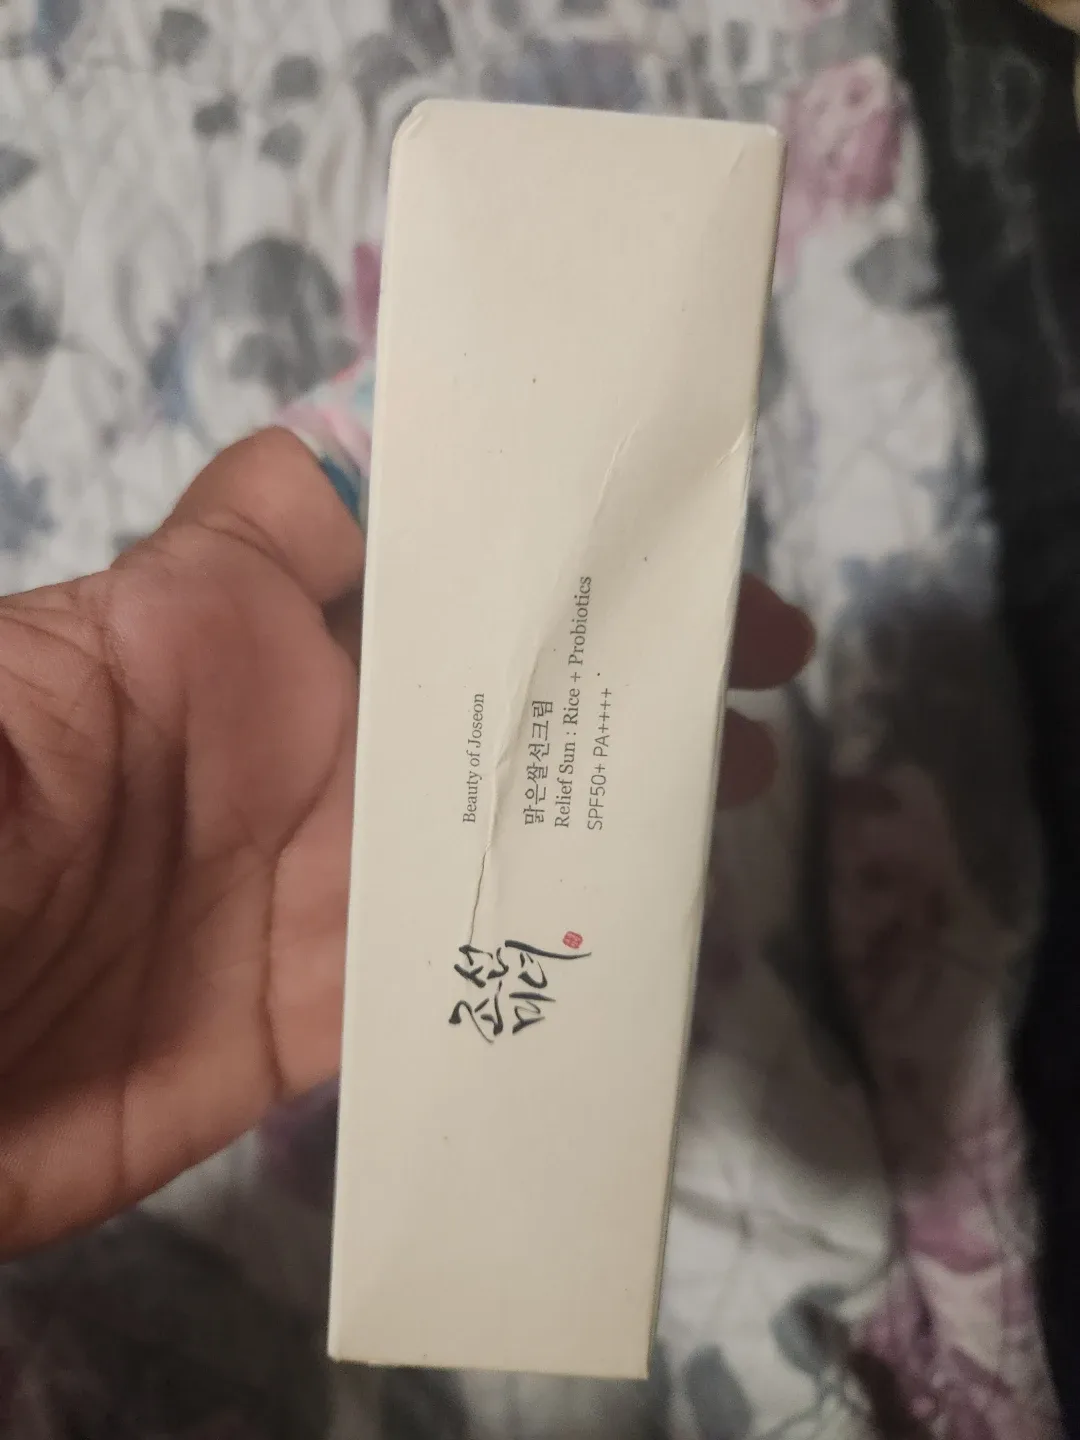 조선
미녀
Beauty of Joseon
맑은쌀선크림
Relief Sun : Rice + Probiotics
SPF50+ PA++++